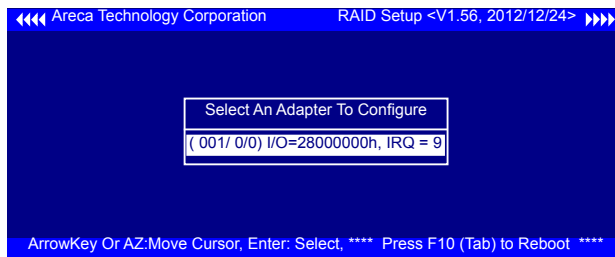 Areca Technology Corporation RAID Setup <V1.56, 2012/12/24>
Select An Adapter To Configure
( 001/ 0/0) I/O=28000000h, IRQ = 9
ArrowKey Or AZ:Move Cursor, Enter: Select, **** Press F10 (Tab) to Reboot ****